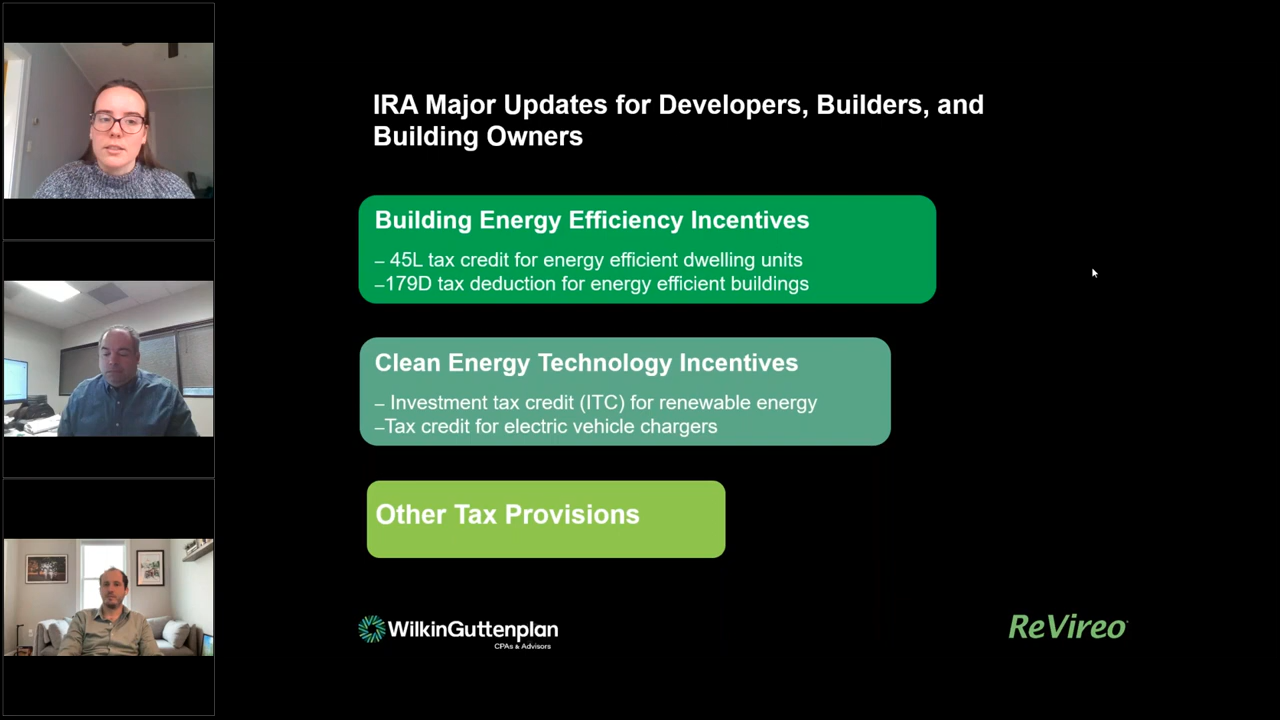 IRA Major Updates for Developers, Builders, and
Building Owners
Building Energy Efficiency Incentives
– 45L tax credit for energy efficient dwelling units
–179D tax deduction for energy efficient buildings
Clean Energy Technology Incentives
– Investment tax credit (ITC) for renewable energy
–Tax credit for electric vehicle chargers
Other Tax Provisions
WilkinGuttenplan
CPAs & Advisors
ReVireo